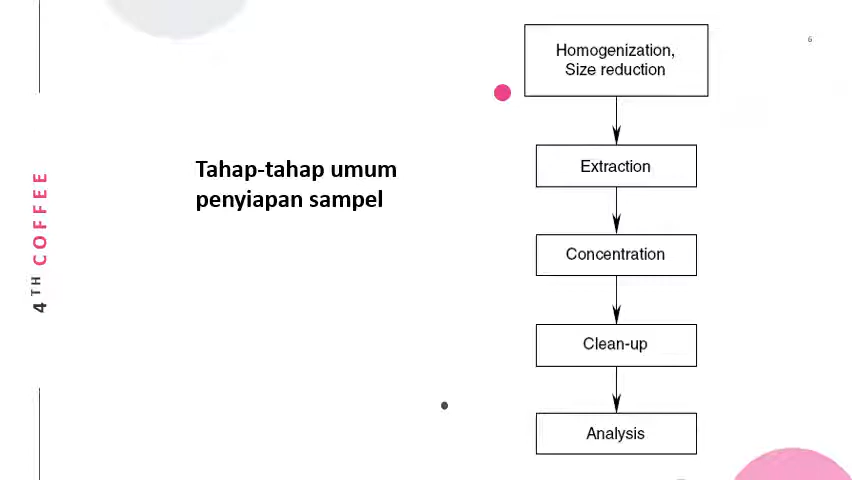 6
4TH COFFEE
Tahap-tahap umum
penyiapan sampel
Homogenization,
Size reduction
Extraction
Concentration
Clean-up
Analysis